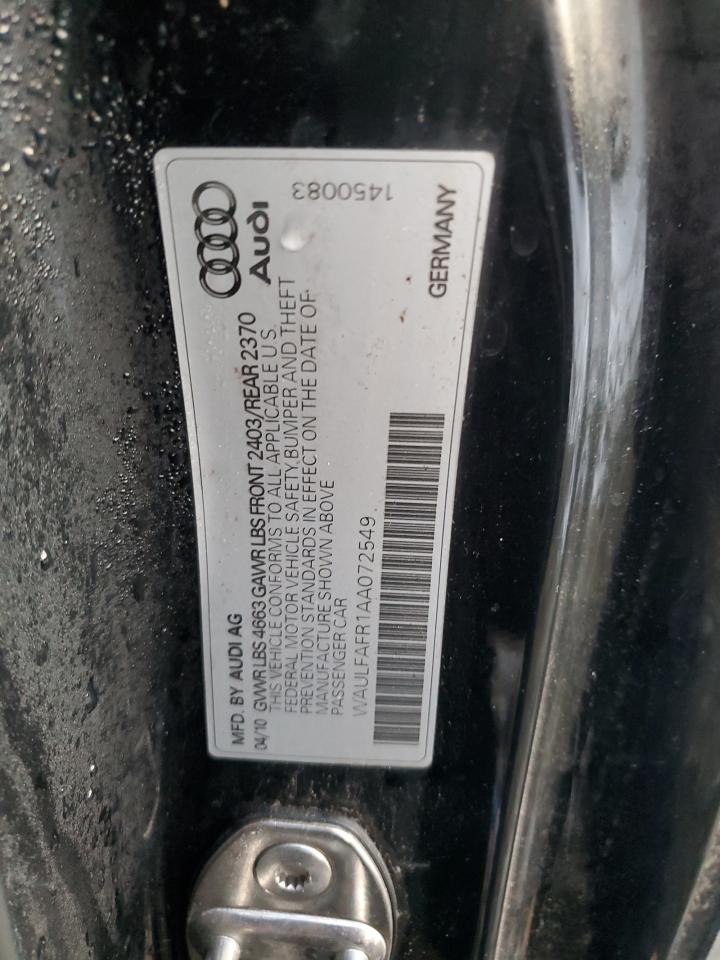 MFD. BY AUDI AG
04/10 GVWR LBS 4663 GAWR LBS FRONT 2403/REAR 2370
THIS VEHICLE CONFORMS TO ALL APPLICABLE U S.
FEDERAL MOTOR VEHICLE SAFETY, BUMPER AND THEFT
PREVENTION STANDARDS IN EFFECT ON THE DATE OF
MANUFACTURE SHOWN ABOVE
PASSENGER CAR
WAULFAFR1AA072549
Audi
1450083
GERMANY